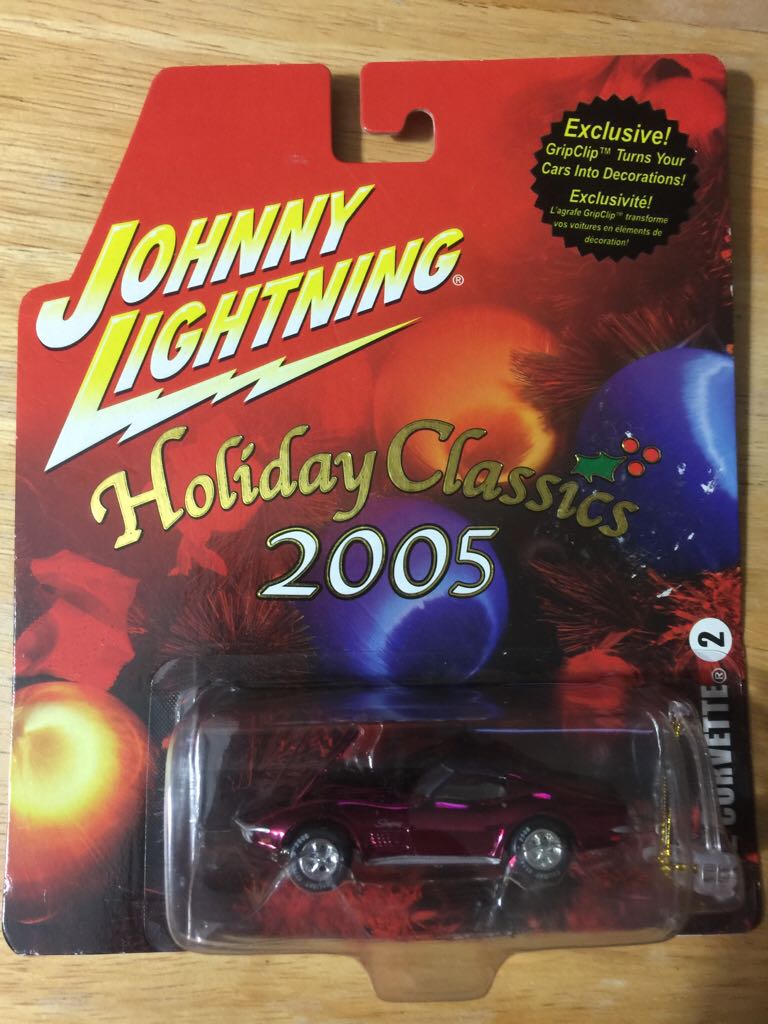 Exclusive!
GripClip™ Turns Your
Cars Into Decorations!
Exclusivité!
L'agrafe GripClip™ transforme
vos voitures en éléments de
décoration!
JOHNNY
LIGHTNING®
Holiday Classics
2005
CORVETTE® 2
Stingray